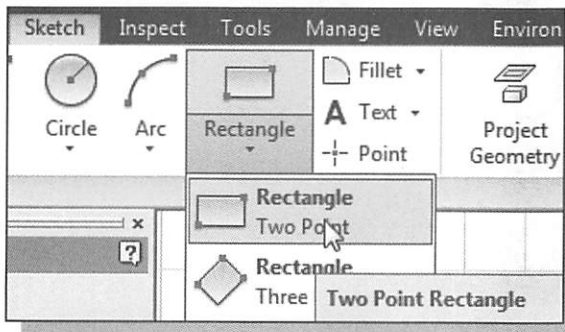 Sketch Inspect Tools Manage View Environ
Fillet
Text
Circle Arc Rectangle Point Project Geometry
Rectangle
Two Point
Rectangle
Three
Two Point Rectangle